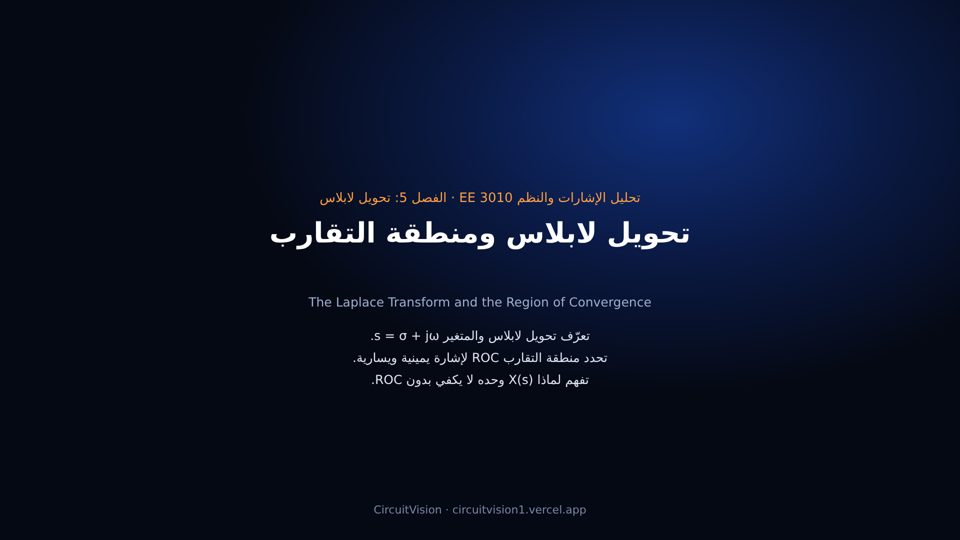 تحليل الإشارات والنظم EE 3010 · الفصل 5: تحويل لابلاس
تحويل لابلاس ومنطقة التقارب
The Laplace Transform and the Region of Convergence
تعرّف تحويل لابلاس والمتغير s = σ + jω.
تحدد منطقة التقارب ROC لإشارة يمينية ويسارية.
تفهم لماذا X(s) وحده لا يكفي بدون ROC.
CircuitVision · circuitvision1.vercel.app